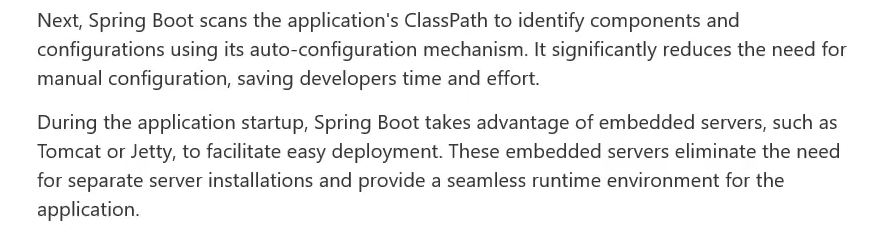 Next, Spring Boot scans the application's ClassPath to identify components and
configurations using its auto-configuration mechanism. It significantly reduces the need for
manual configuration, saving developers time and effort.
During the application startup, Spring Boot takes advantage of embedded servers, such as
Tomcat or Jetty, to facilitate easy deployment. These embedded servers eliminate the need
for separate server installations and provide a seamless runtime environment for the
application.